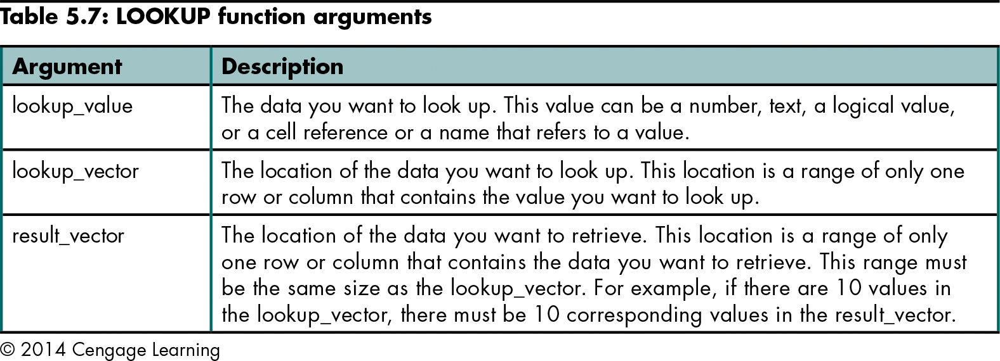 Table 5.7: LOOKUP function arguments
Argument
Description
lookup_value
The data you want to look up. This value can be a number, text, a logical value,
or a cell reference or a name that refers to a value.
lookup_vector
The location of the data you want to look up. This location is a range of only one
row or column that contains the value you want to look up.
result_vector
The location of the data you want to retrieve. This location is a range of only
one row or column that contains the data you want to retrieve. This range must
be the same size as the lookup_vector. For example, if there are 10 values in
the lookup_vector, there must be 10 corresponding values in the result_vector.
© 2014 Cengage Learning